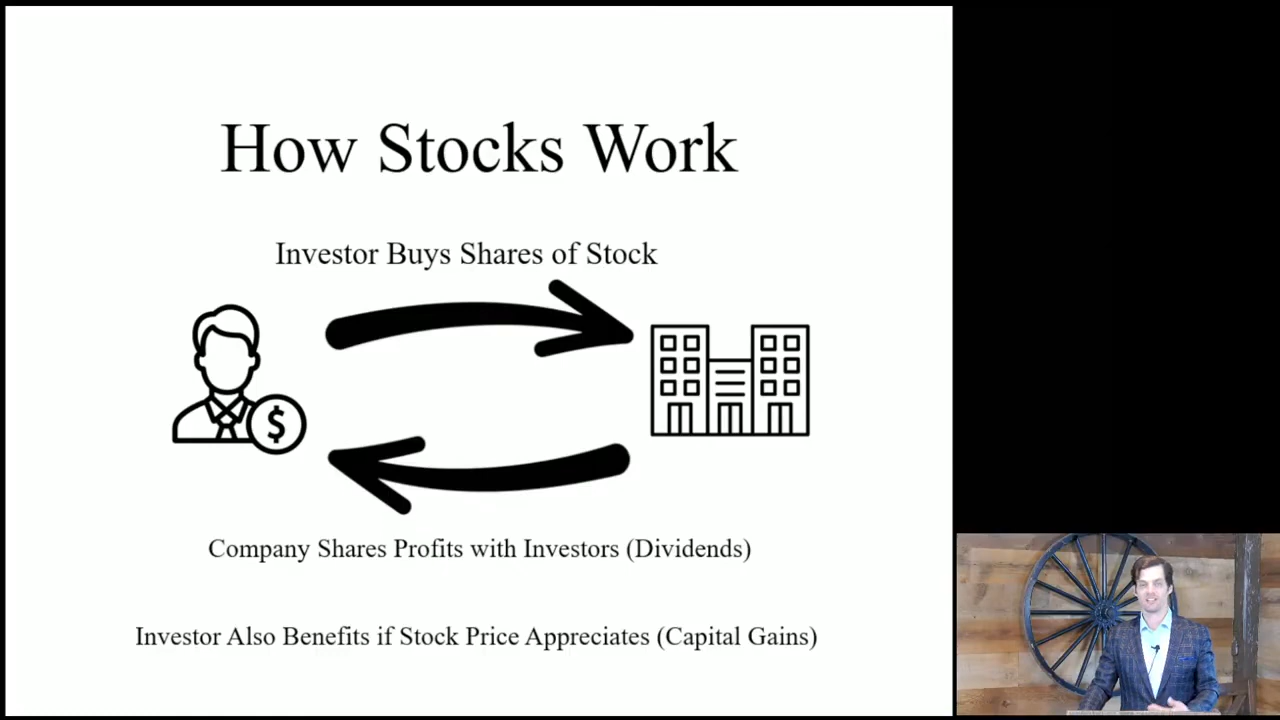 How Stocks Work
Investor Buys Shares of Stock
$
Company Shares Profits with Investors (Dividends)
Investor Also Benefits if Stock Price Appreciates (Capital Gains)